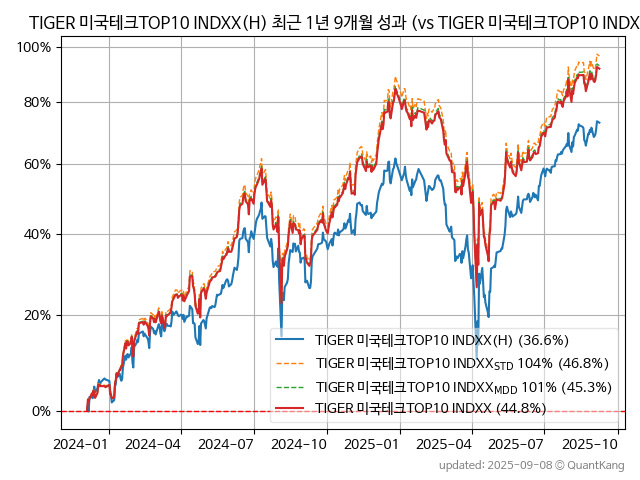 TIGER 미국테크TOP10 INDXX(H) 최근 1년 9개월 성과 (vs TIGER 미국테크TOP10 INDX
100%
80%
60%
40%
20%
0%
TIGER 미국테크TOP10 INDXX(H) (36.6%)
TIGER 미국테크TOP10 INDXX_STD 104% (46.8%)
TIGER 미국테크TOP10 INDXX_MDD 101% (45.3%)
TIGER 미국테크TOP10 INDXX (44.8%)
2024-01 2024-04 2024-07 2024-10 2025-01 2025-04 2025-07 2025-10
updated: 2025-09-08 © QuantKang